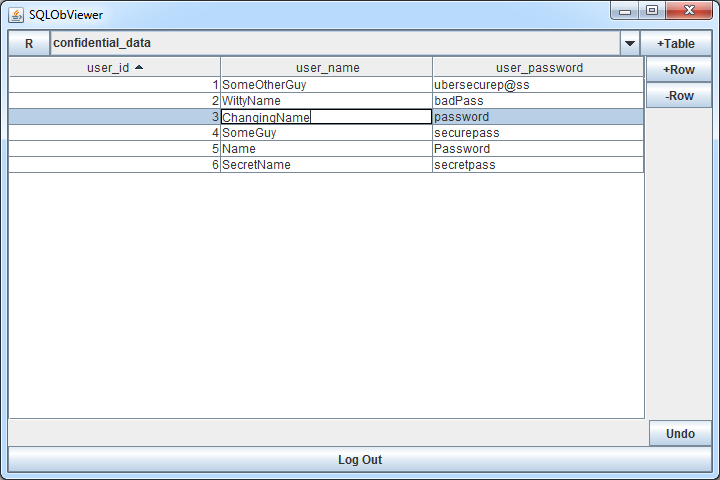 SQLObViewer
R confidential_data +Table
user_id user_name user_password +Row
1 SomeOtherGuy ubersecurep@ss
2 WittyName badPass -Row
3 ChangingName password
4 SomeGuy securepass
5 Name Password
6 SecretName secretpass
Undo
Log Out